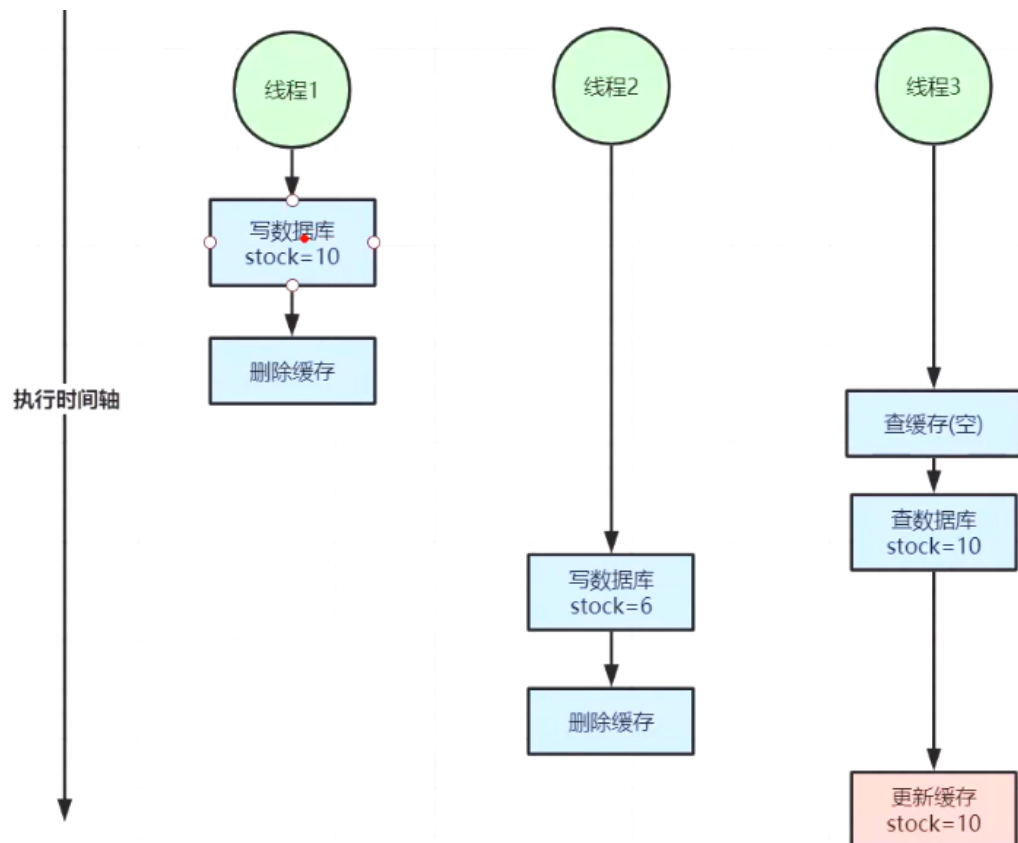 线程1
线程2
线程3
写数据库
stock=10
删除缓存
执行时间轴
查缓存(空)
查数据库
stock=10
写数据库
stock=6
删除缓存
更新缓存
stock=10